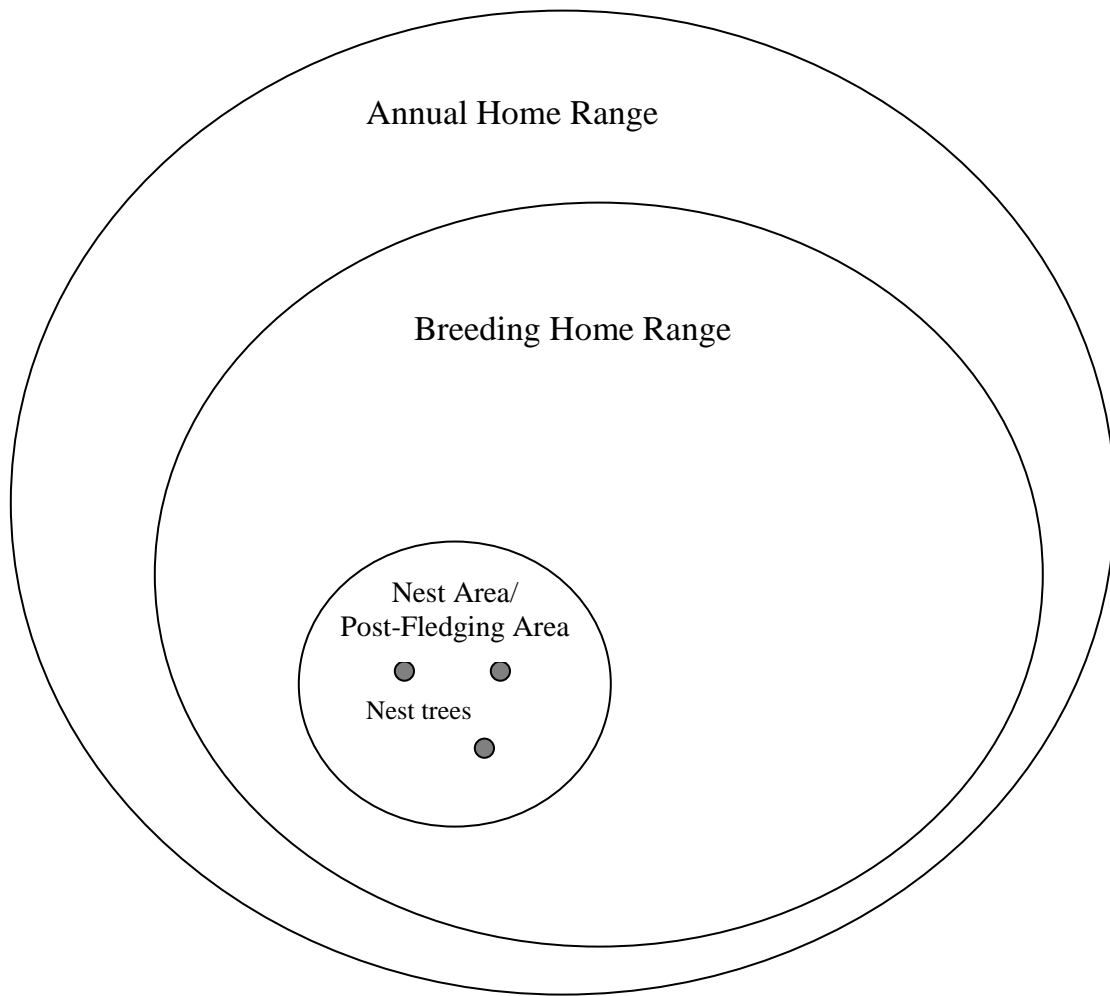 Annual Home Range
Breeding Home Range
Nest Area/
Post-Fledging Area
Nest trees